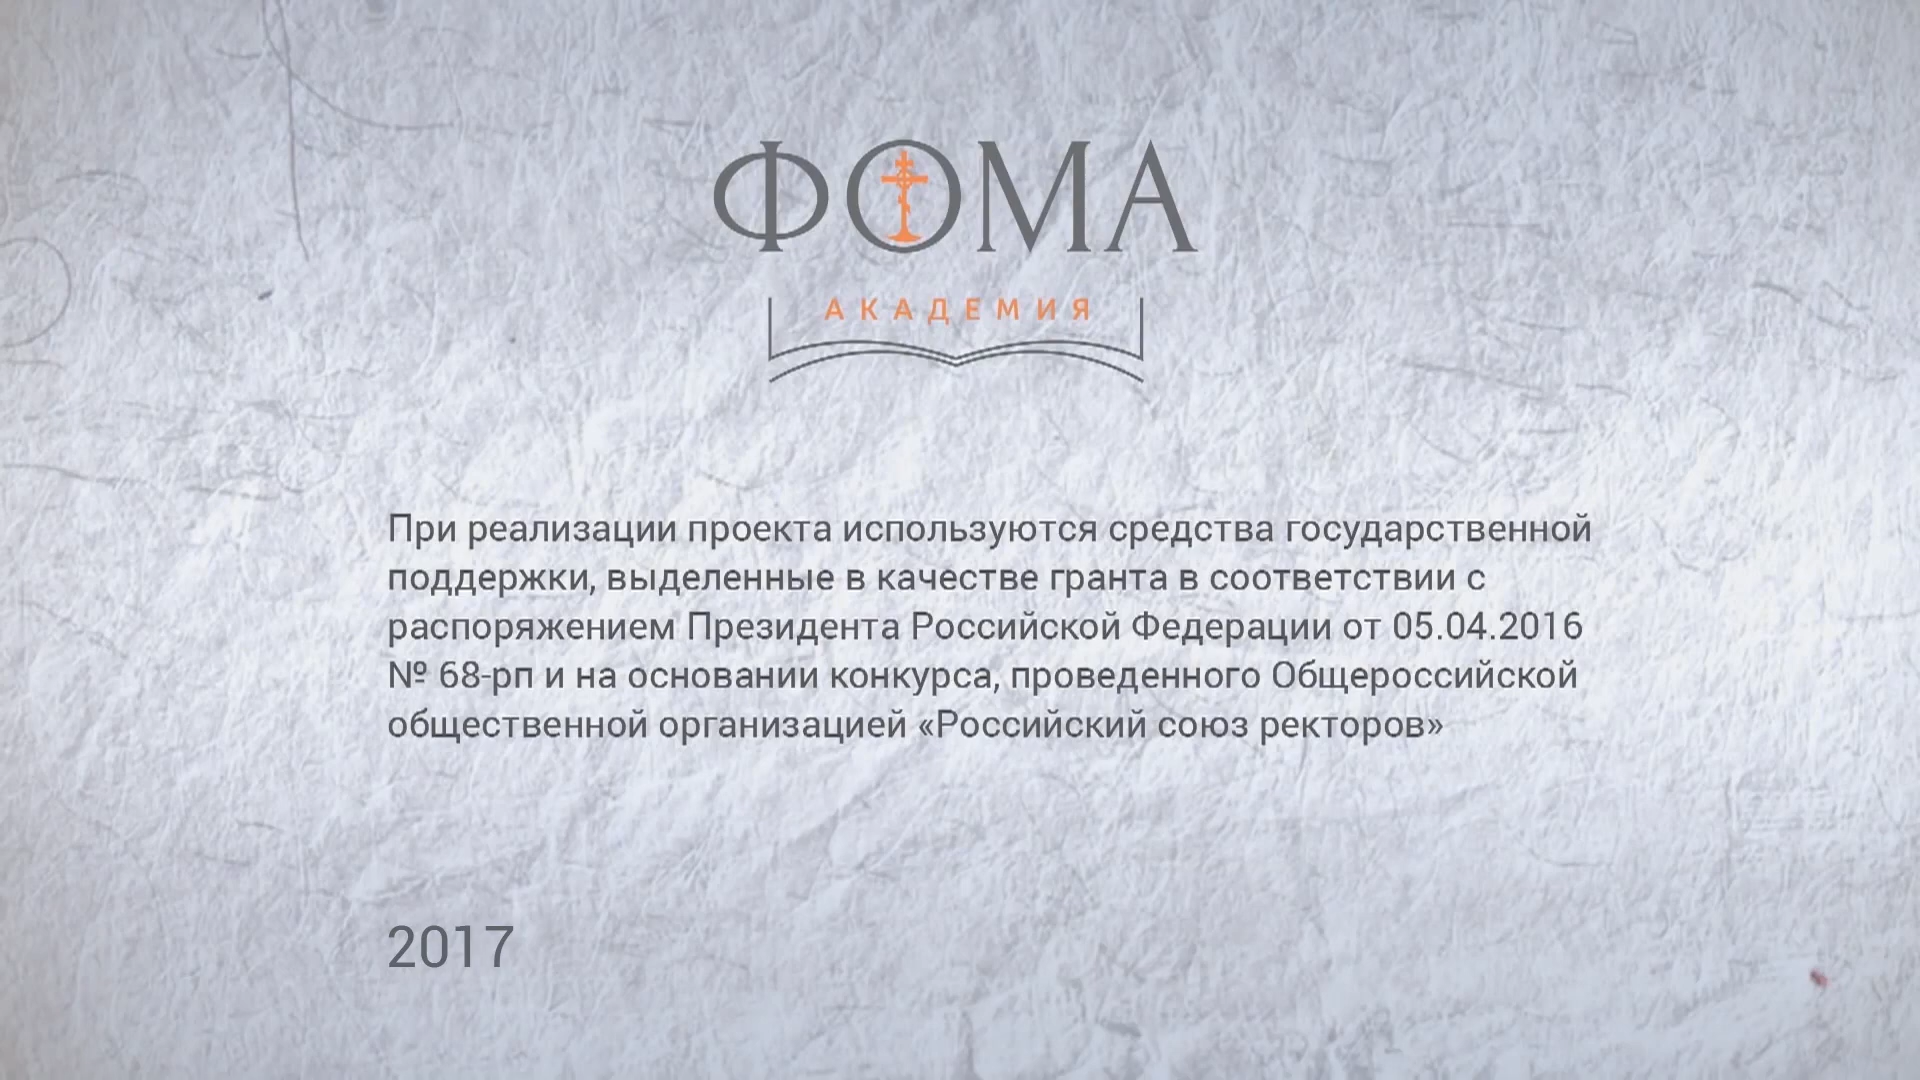 ФОМА
АКАДЕМИЯ
При реализации проекта используются средства государственной
поддержки, выделенные в качестве гранта в соответствии с
распоряжением Президента Российской Федерации от 05.04.2016
№ 68-рп и на основании конкурса, проведенного Общероссийской
общественной организацией «Российский союз ректоров»
2017